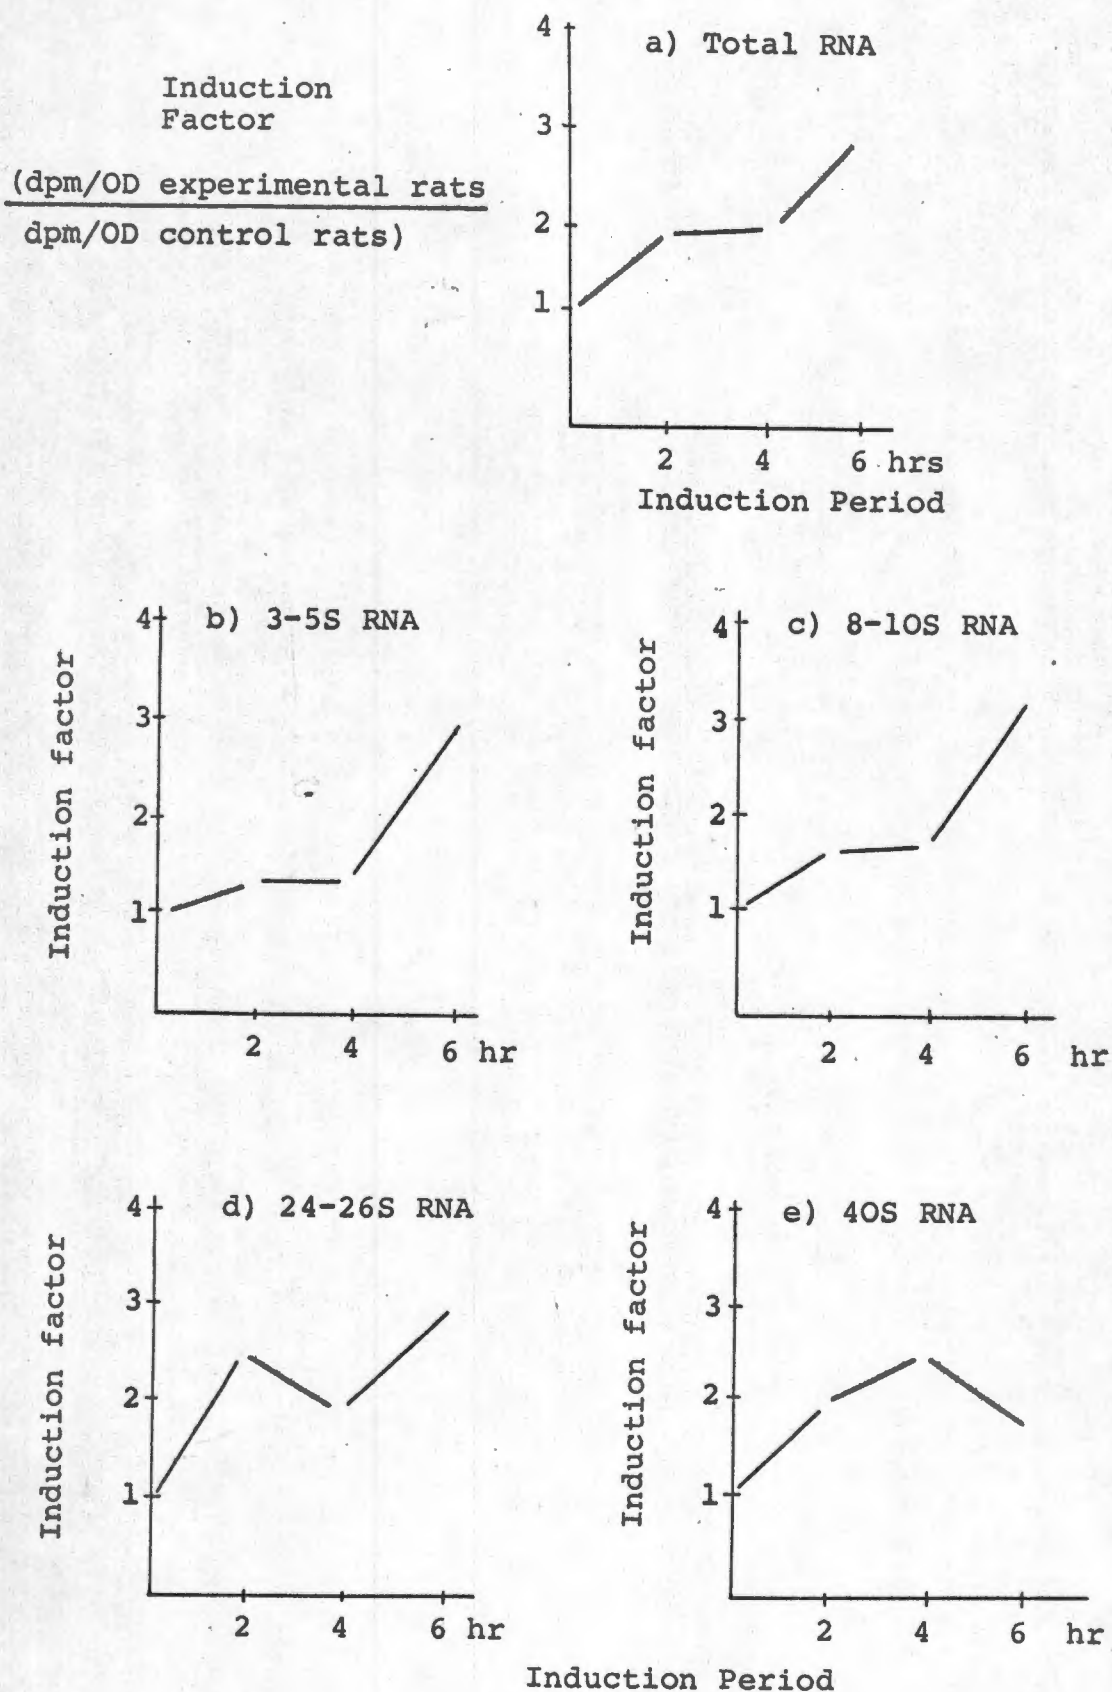 Induction
Factor
(dpm/OD experimental rats
dpm/OD control rats)
a) Total RNA
4
3
2
1
2 4 6 hrs
Induction Period
b) 3-5S RNA
Induction factor
4
3
2
1
2 4 6 hr
c) 8-10S RNA
Induction factor
4
3
2
1
2 4 6 hr
d) 24-26S RNA
Induction factor
4
3
2
1
2 4 6 hr
e) 40S RNA
Induction factor
4
3
2
1
2 4 6 hr
Induction Period